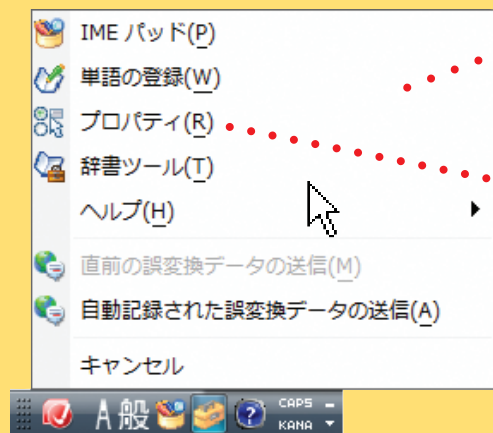 IME パッド(P)
単語の登録(W)
プロパティ(R)
辞書ツール(T)
ヘルプ(H)
直前の誤変換データの送信(M)
自動記録された誤変換データの送信(A)
キャンセル
A 般 ? CAPS
KANA